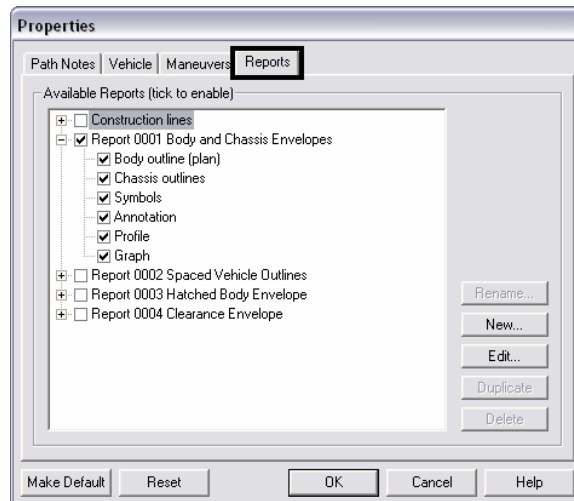 Properties
Path Notes Vehicle Maneuvers Reports
Available Reports (tick to enable)
Construction lines
Report 0001 Body and Chassis Envelopes
Body outline (plan)
Chassis outlines
Symbols
Annotation
Profile
Graph
Report 0002 Spaced Vehicle Outlines
Report 0003 Hatched Body Envelope
Report 0004 Clearance Envelope
Rename...
New...
Edit...
Duplicate
Delete
Make Default Reset OK Cancel Help